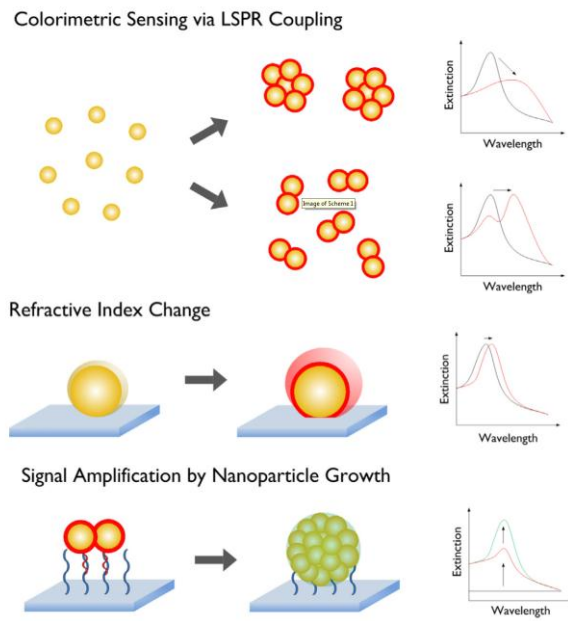 Colorimetric Sensing via LSPR Coupling
Extinction
Wavelength
Image of Scheme 1
Extinction
Wavelength
Refractive Index Change
Extinction
Wavelength
Signal Amplification by Nanoparticle Growth
Extinction
Wavelength